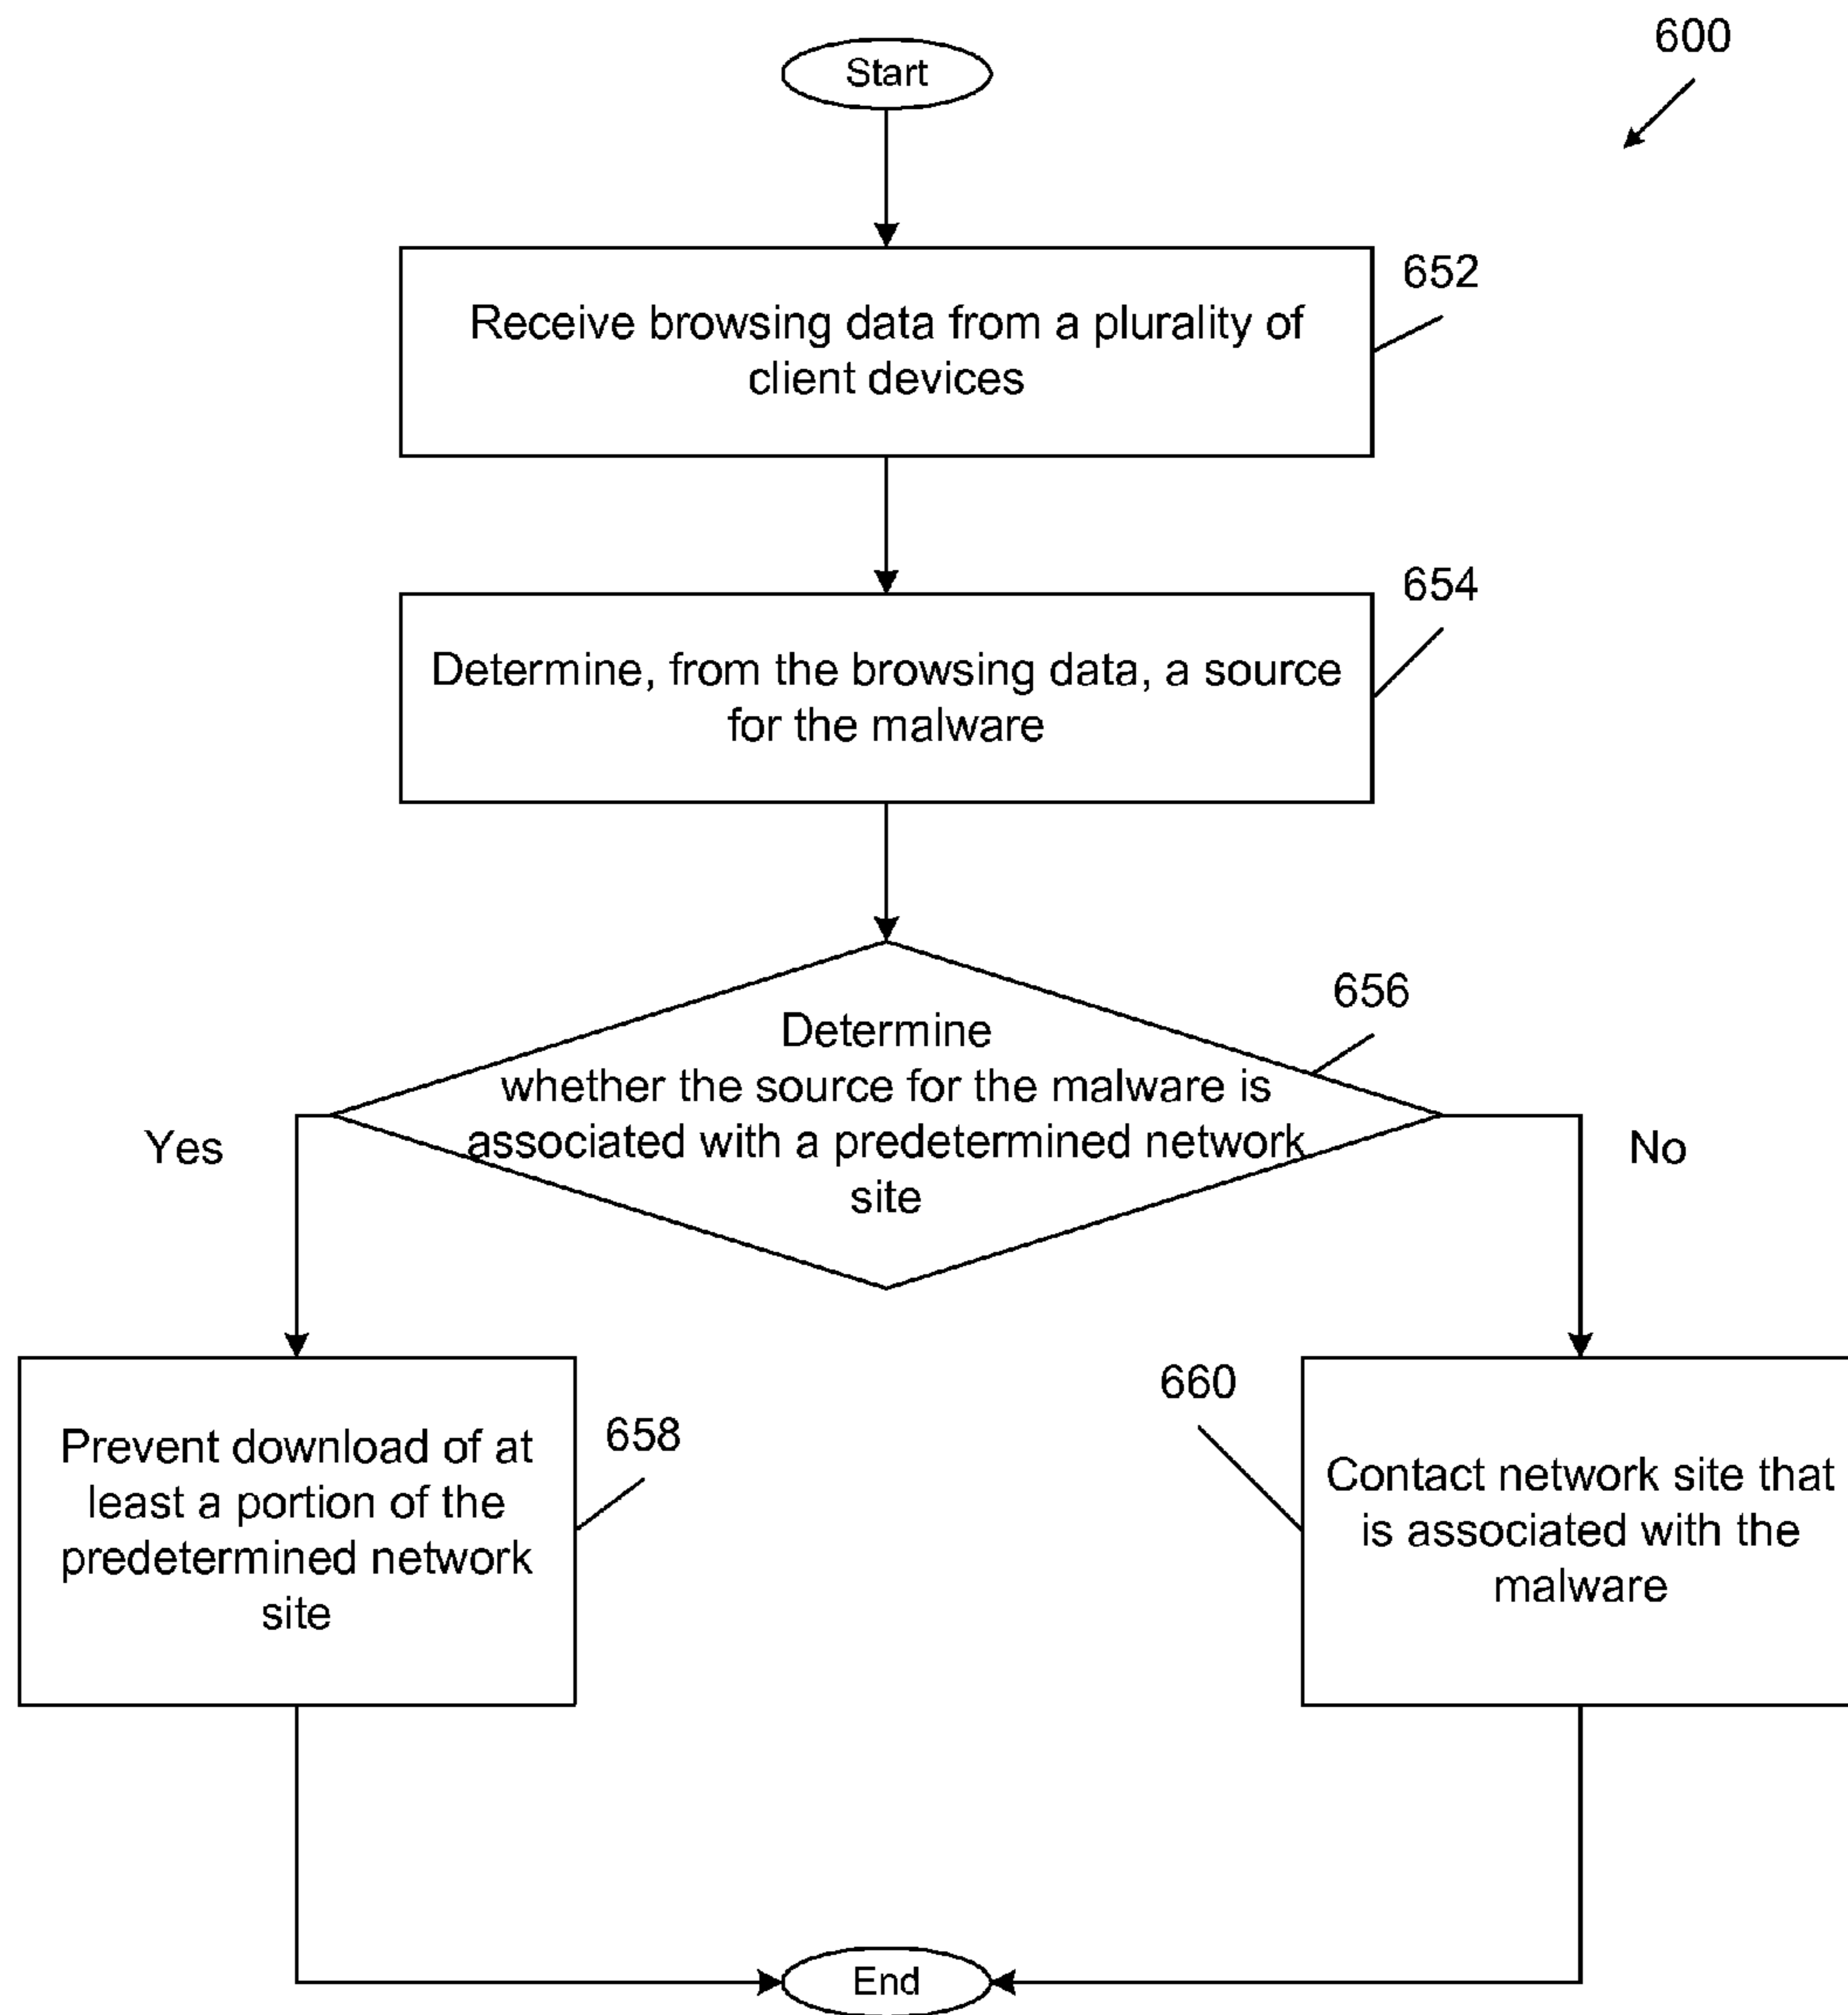 600
Start
652
Receive browsing data from a plurality of
client devices
654
Determine, from the browsing data, a source
for the malware
656
Determine
whether the source for the malware is
associated with a predetermined network
site
Yes
No
658
Prevent download of at
least a portion of the
predetermined network
site
660
Contact network site that
is associated with the
malware
End